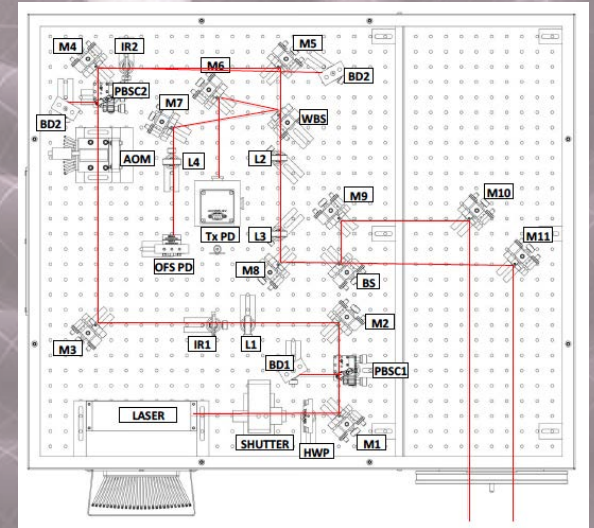 M4
IR2
M5
M6
BD2
PBSC2
M7
BD2
WBS
AOM
L4
L2
M9
M10
Tx PD
L3
M11
OFS PD
M8
BS
M2
M3
IR1
L1
BD1
PBSC1
LASER
SHUTTER
HWP
M1